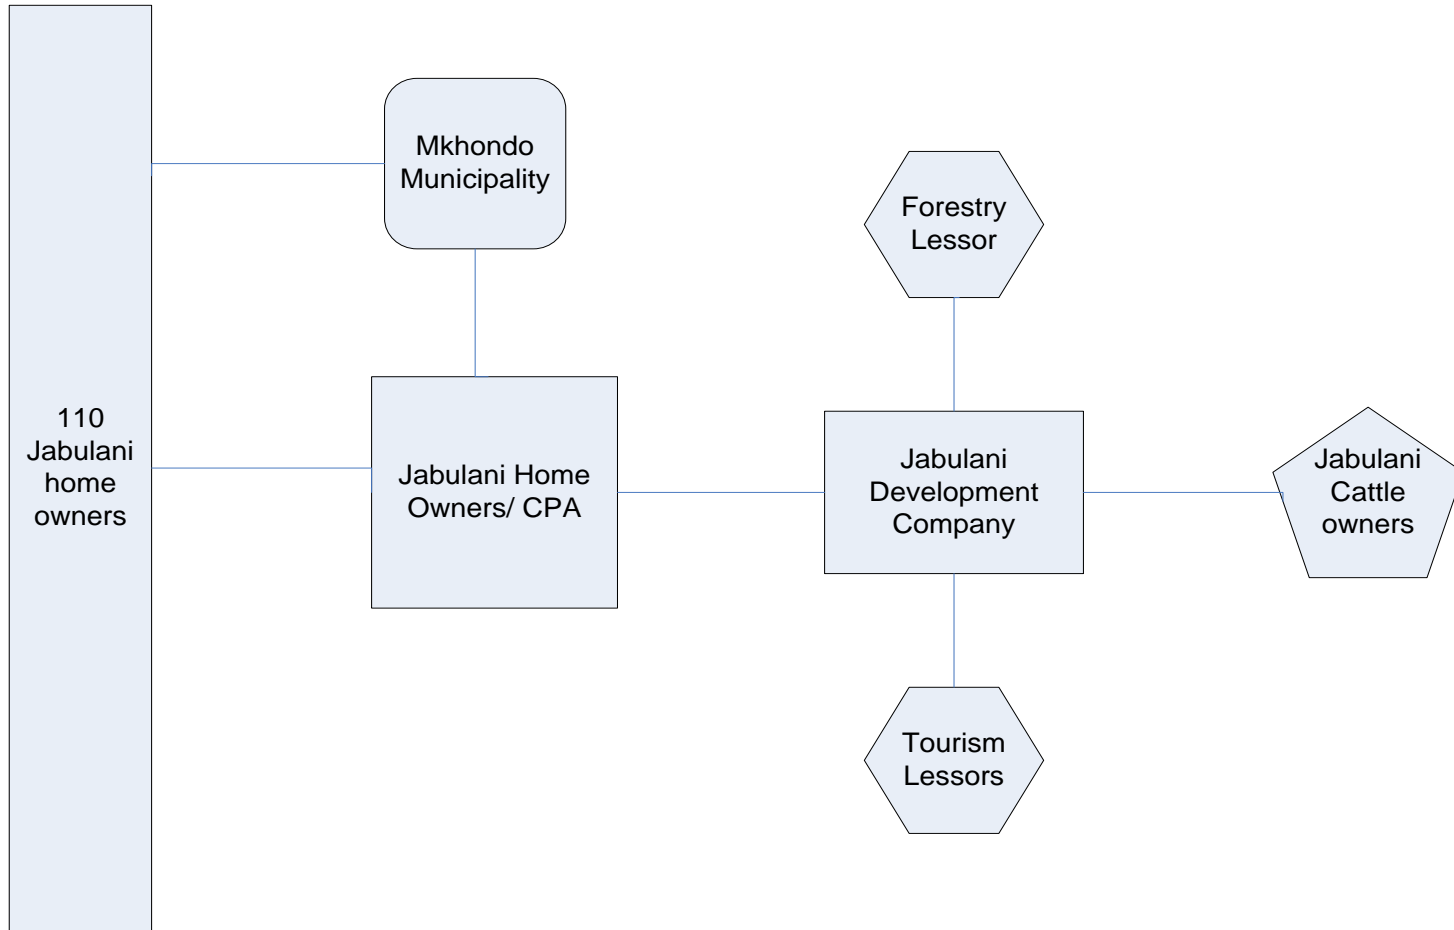 Mkhondo
Municipality
Forestry
Lessor
110
Jabulani
home
owners
Jabulani Home
Owners/ CPA
Jabulani
Development
Company
Jabulani
Cattle
owners
Tourism
Lessors